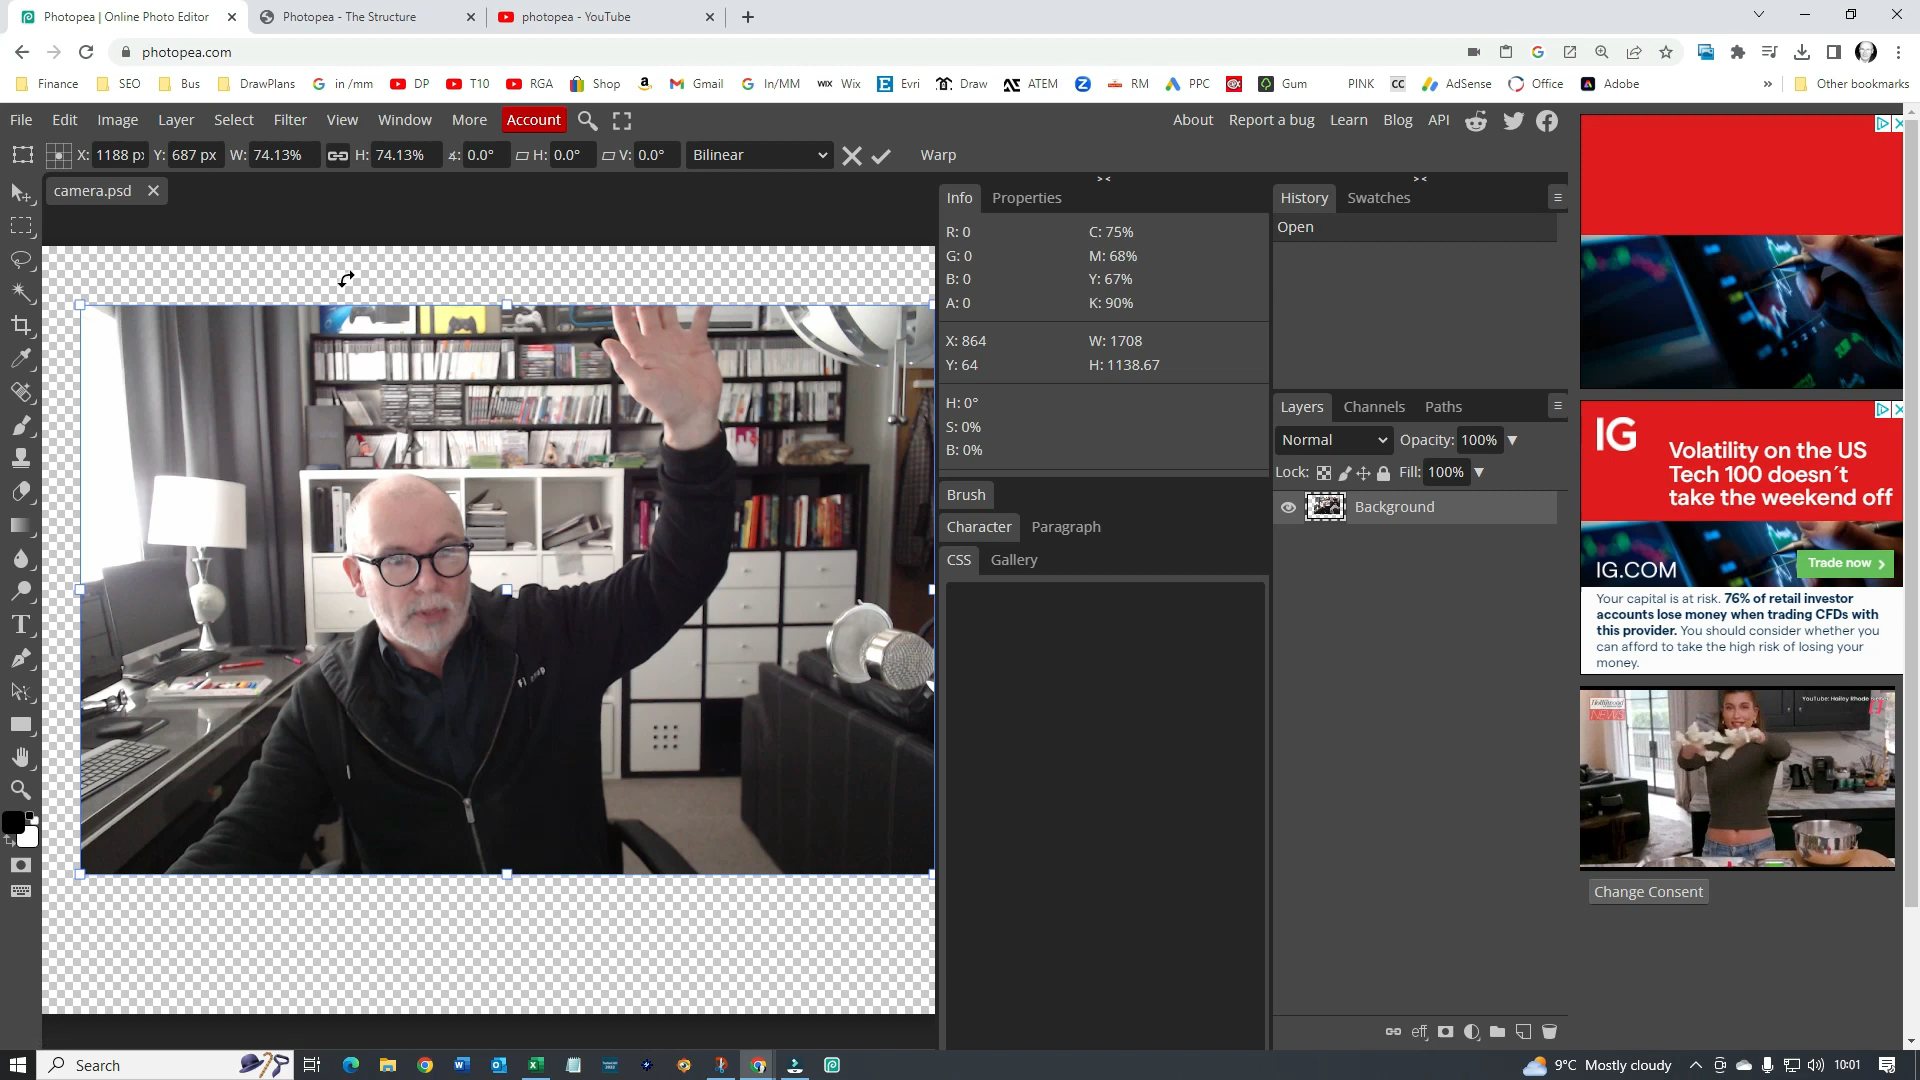 Photopea | Online Photo Editor
Photopea - The Structure
photopea - YouTube
photopea.com
Finance
SEO
Bus
DrawPlans
in /mm
DP
T10
RGA
Shop
Gmail
In/MM
WIX Wix
Evri
Draw
ATEM
RM
PPC
Gum
PINK
CC
AdSense
Office
Adobe
»
Other bookmarks
File
Edit
Image
Layer
Select
Filter
View
Window
More
Account
About
Report a bug
Learn
Blog
API
X: 1188 px
Y: 687 px
W: 74.13%
H: 74.13%
∡: 0.0°
H: 0.0°
V: 0.0°
Bilinear
Warp
camera.psd
> <
> <
Info
Properties
R: 0
C: 75%
G: 0
M: 68%
B: 0
Y: 67%
A: 0
K: 90%
X: 864
W: 1708
Y: 64
H: 1138.67
H: 0°
S: 0%
B: 0%
Brush
Character
Paragraph
CSS
Gallery
History
Swatches
Open
Layers
Channels
Paths
Normal
Opacity: 100%
Lock:
Fill: 100%
Background
eff
IG
Volatility on the US
Tech 100 doesn´t
take the weekend off
IG.COM
Trade now
Your capital is at risk. 76% of retail investor
accounts lose money when trading CFDs with
this provider. You should consider whether you
can afford to take the high risk of losing your
money.
Change Consent
Search
9°C Mostly cloudy
10:01